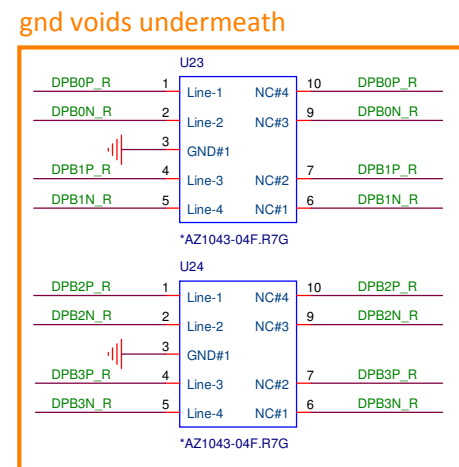 gnd voids undermeath
U23
DPB0P_R 1 Line-1 NC#4 10 DPB0P_R
DPB0N_R 2 Line-2 NC#3 9 DPB0N_R
3 GND#1
DPB1P_R 4 Line-3 NC#2 7 DPB1P_R
DPB1N_R 5 Line-4 NC#1 6 DPB1N_R
*AZ1043-04F.R7G
U24
DPB2P_R 1 Line-1 NC#4 10 DPB2P_R
DPB2N_R 2 Line-2 NC#3 9 DPB2N_R
3 GND#1
DPB3P_R 4 Line-3 NC#2 7 DPB3P_R
DPB3N_R 5 Line-4 NC#1 6 DPB3N_R
*AZ1043-04F.R7G